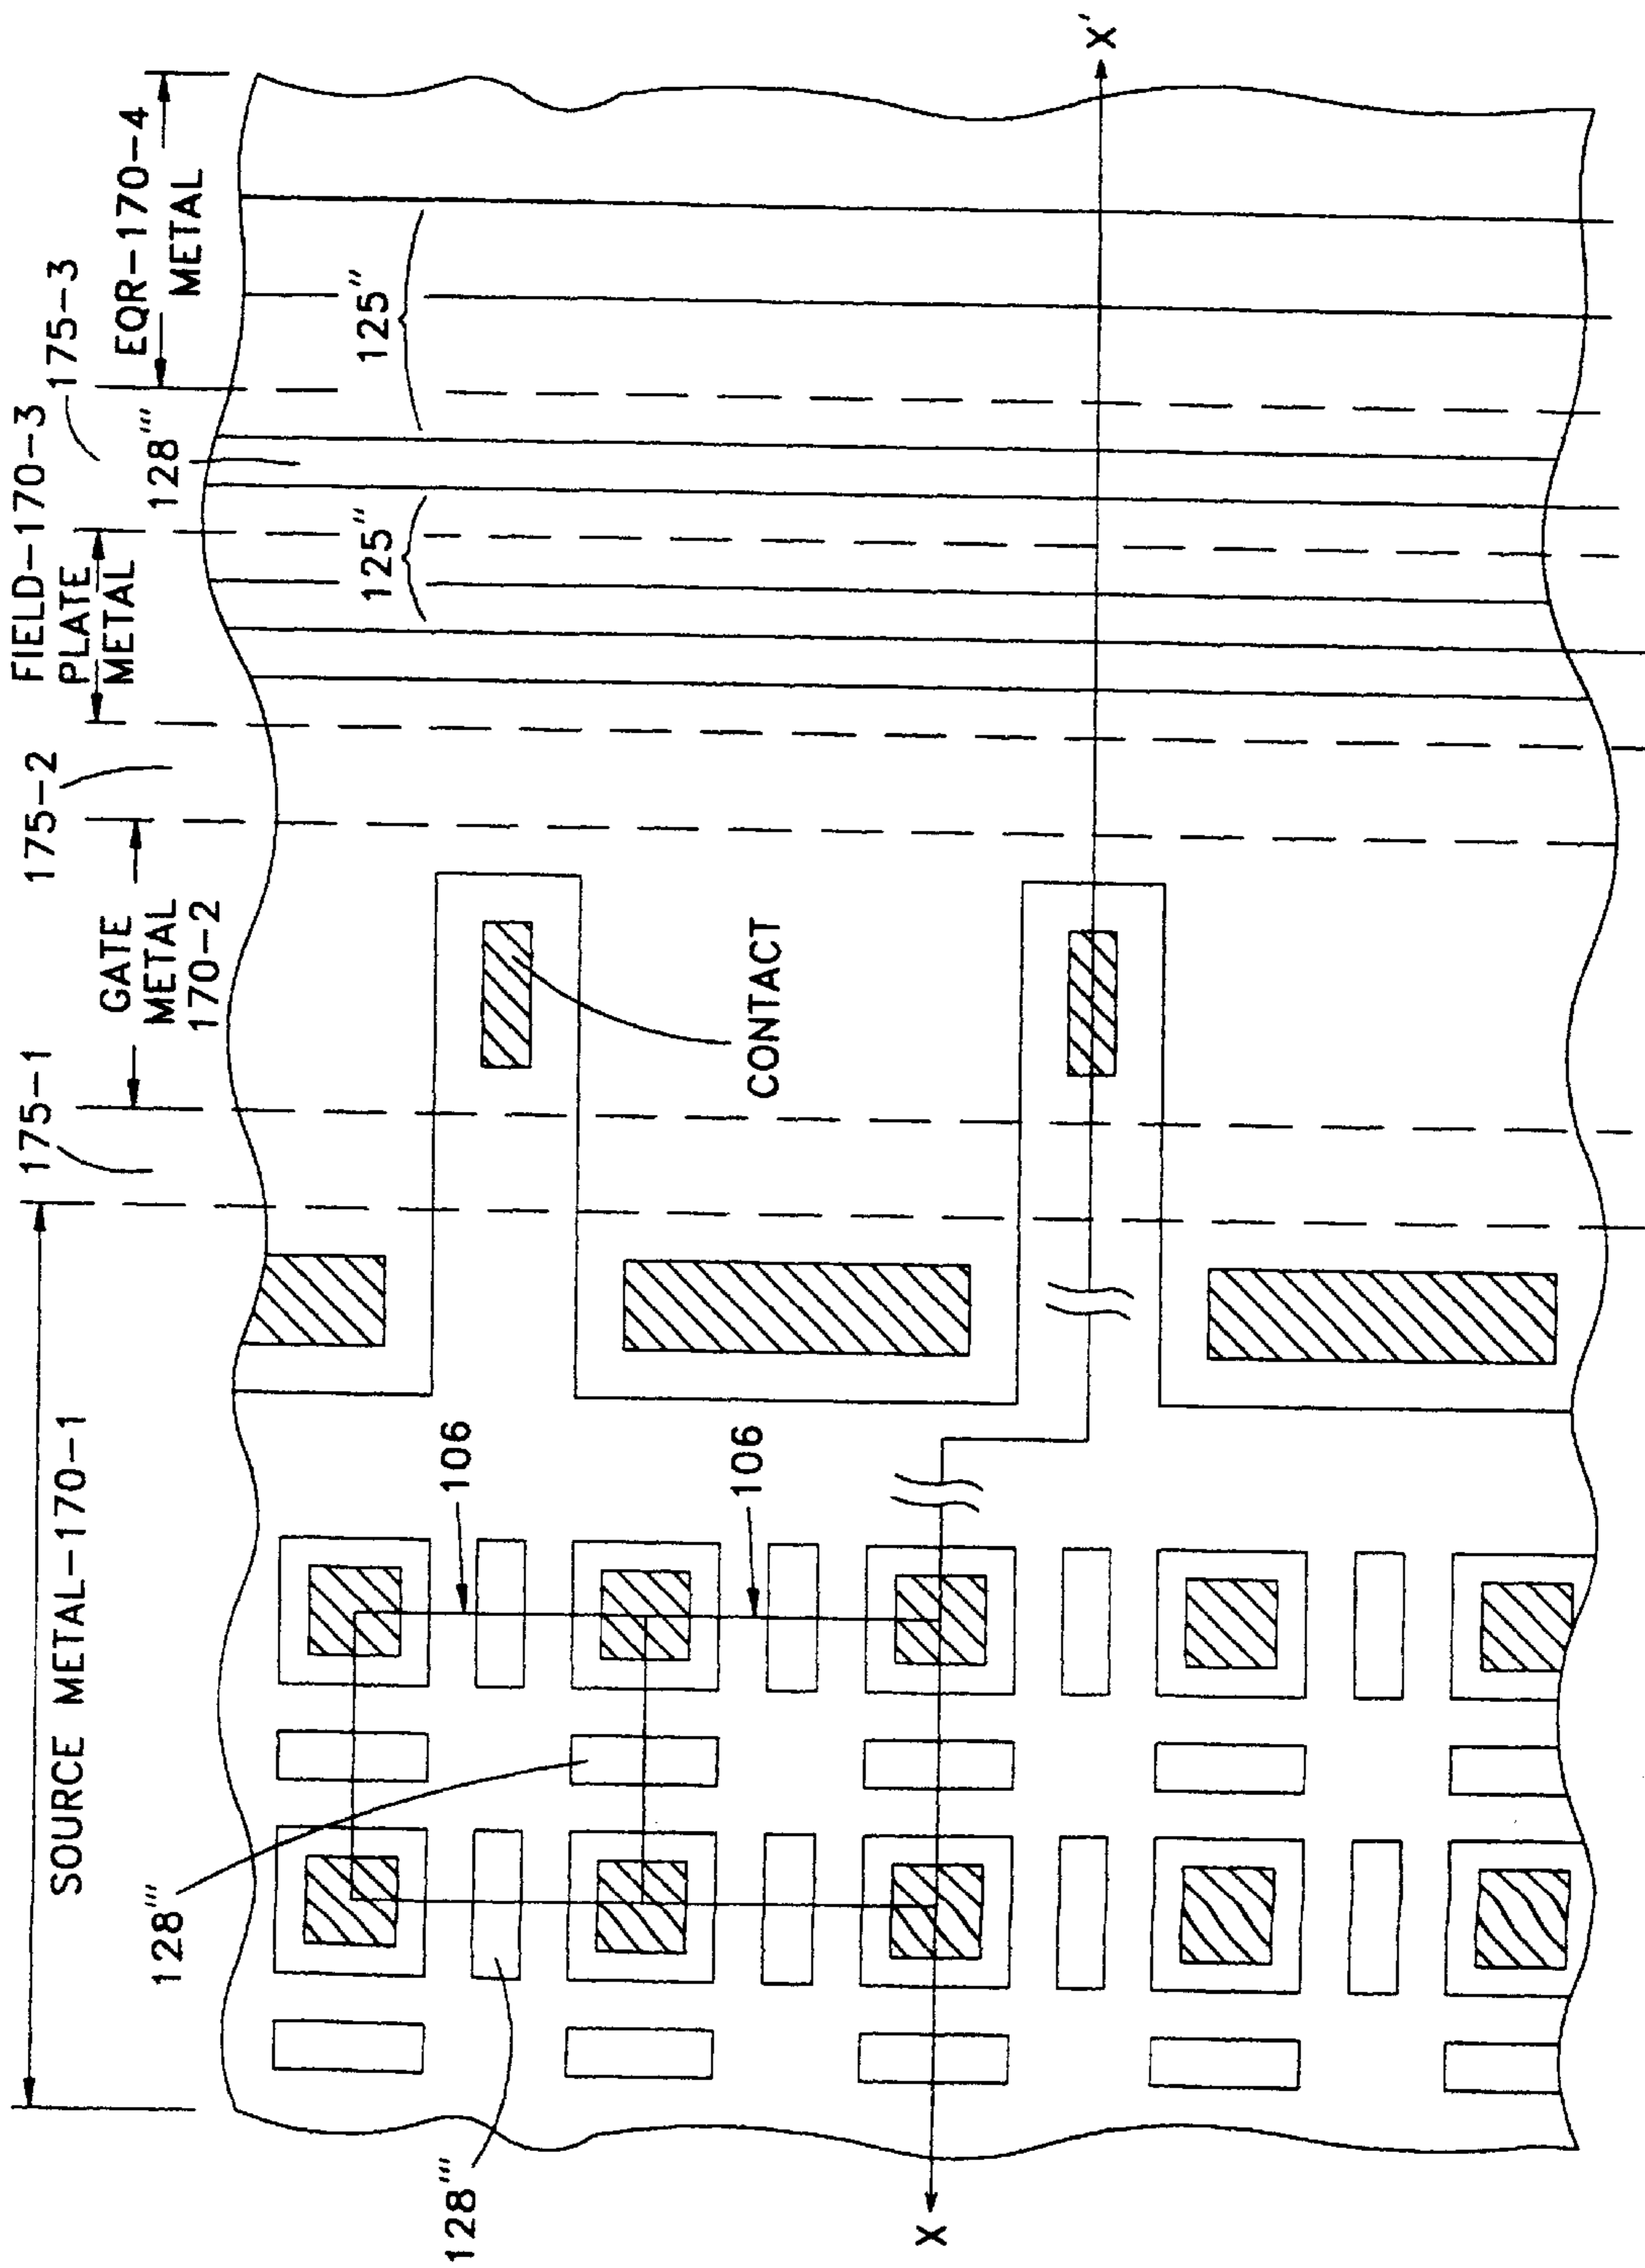 SOURCE METAL-170-1
175-1
GATE
METAL
170-2
175-2
FIELD-170-3
PLATE
METAL
128'''
175-3
EQR-170-4
METAL
125"
125"
CONTACT
106
106
128'''
128'''
X
X'